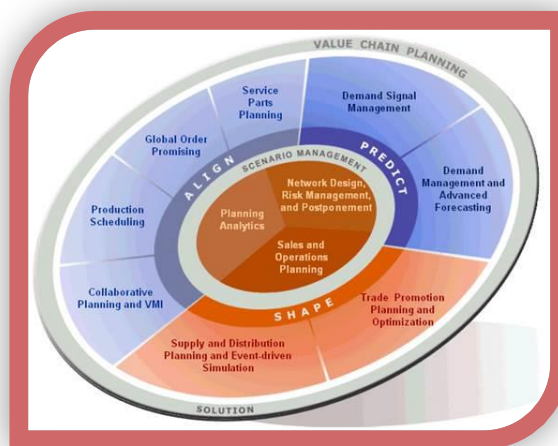 VALUE CHAIN PLANNING
Service
Parts
Planning
Demand Signal
Management
Global Order
Promising
ALIGN
SCENARIO MANAGEMENT
PREDICT
Demand
Management and
Advanced
Forecasting
Production
Scheduling
Planning
Analytics
Network Design,
Risk Management,
and Postponement
Sales and
Operations
Planning
Collaborative
Planning and VMI
SHAPE
Trade Promotion
Planning and
Optimization
Supply and Distribution
Planning and Event-driven
Simulation
SOLUTION